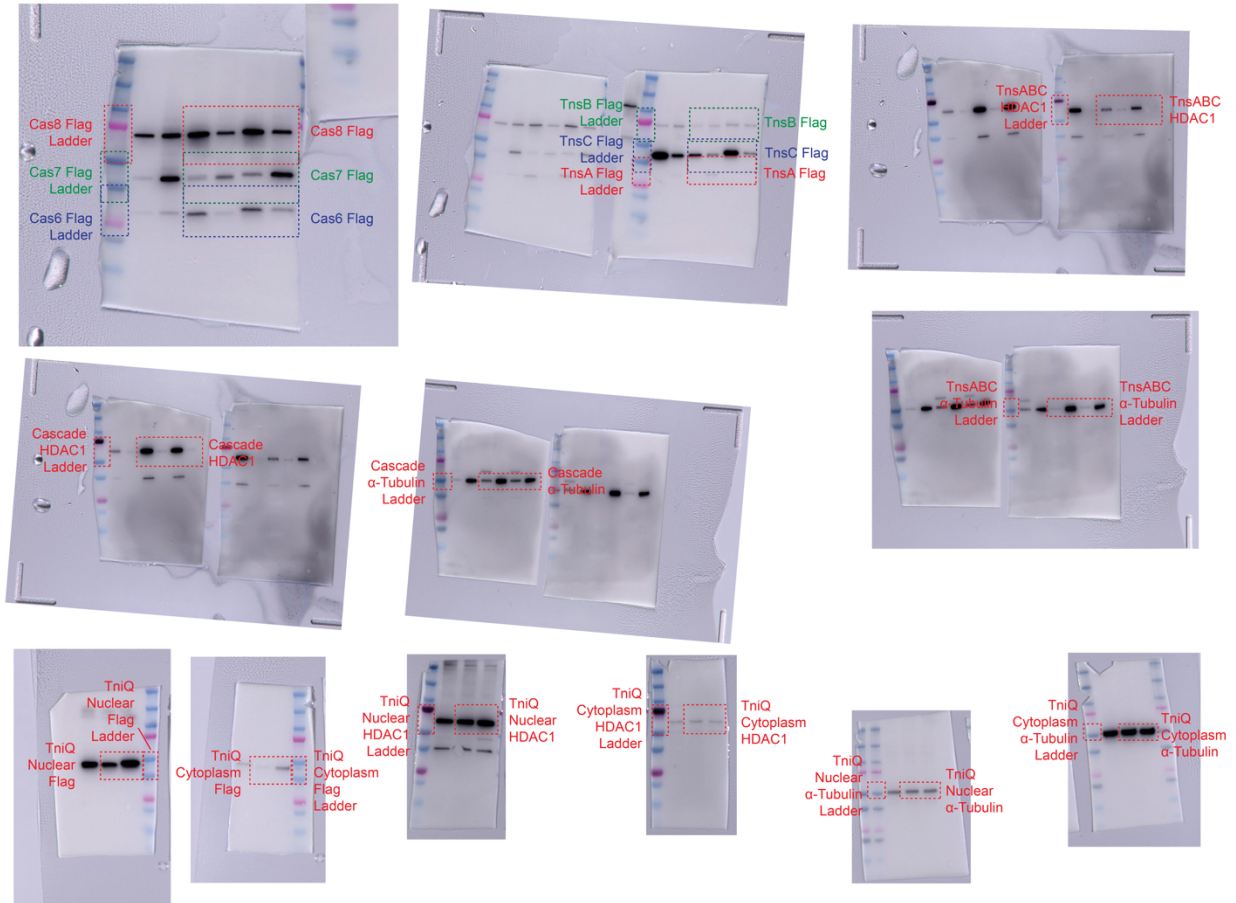 Cas8 Flag
Ladder
Cas8 Flag
Cas7 Flag
Ladder
Cas7 Flag
Cas6 Flag
Ladder
Cas6 Flag
TnsB Flag
Ladder
TnsB Flag
TnsC Flag
Ladder
TnsC Flag
TnsA Flag
Ladder
TnsA Flag
TnsABC
HDAC1
Ladder
TnsABC
HDAC1
Cascade
HDAC1
Ladder
Cascade
HDAC1
Cascade
α-Tubulin
Ladder
Cascade
α-Tubulin
TnsABC
α-Tubulin
Ladder
TnsABC
α-Tubulin
Ladder
TniQ
Nuclear
Flag
Ladder
TniQ
Nuclear
Flag
TniQ
Cytoplasm
Flag
TniQ
Cytoplasm
Flag
Ladder
TniQ
Nuclear
HDAC1
Ladder
TniQ
Nuclear
HDAC1
TniQ
Cytoplasm
HDAC1
Ladder
TniQ
Cytoplasm
HDAC1
TniQ
Nuclear
α-Tubulin
Ladder
TniQ
Nuclear
α-Tubulin
TniQ
Cytoplasm
α-Tubulin
Ladder
TniQ
Cytoplasm
α-Tubulin